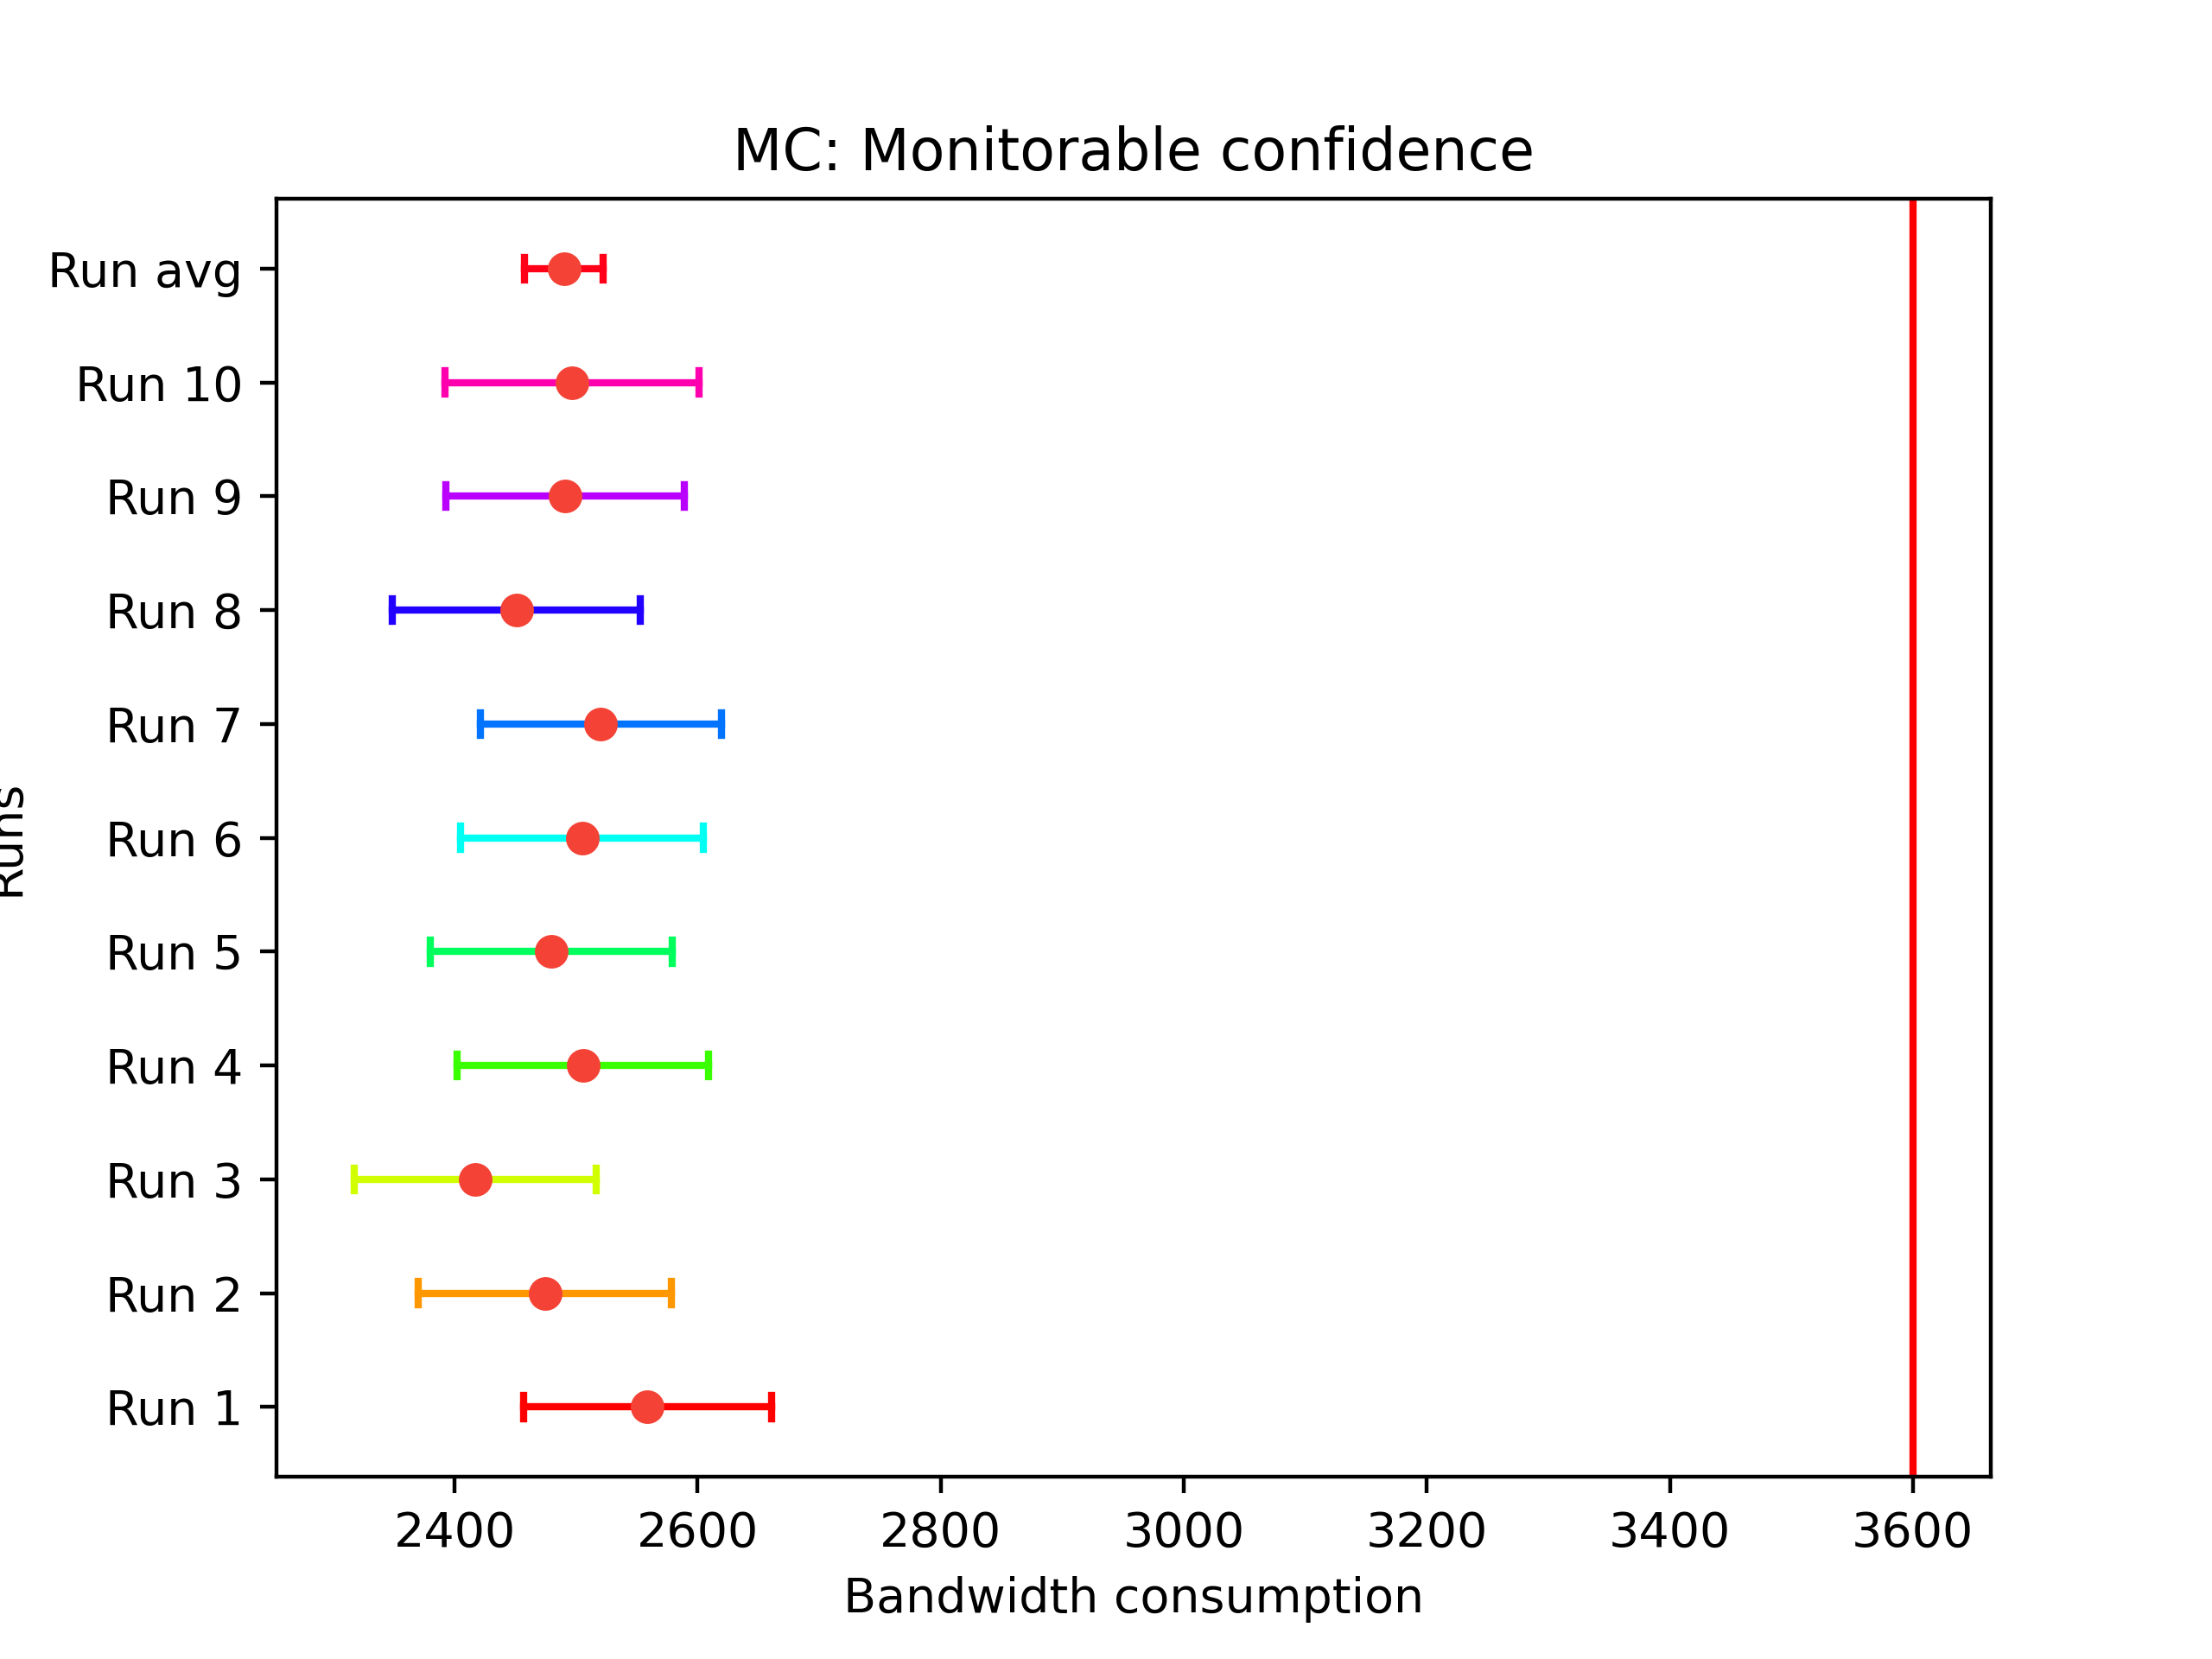 MC: Monitorable confidence
Run avg
Run 10
Run 9
Run 8
Run 7
Run 6
Run 5
Run 4
Run 3
Run 2
Run 1
Runs
2400 2600 2800 3000 3200 3400 3600
Bandwidth consumption